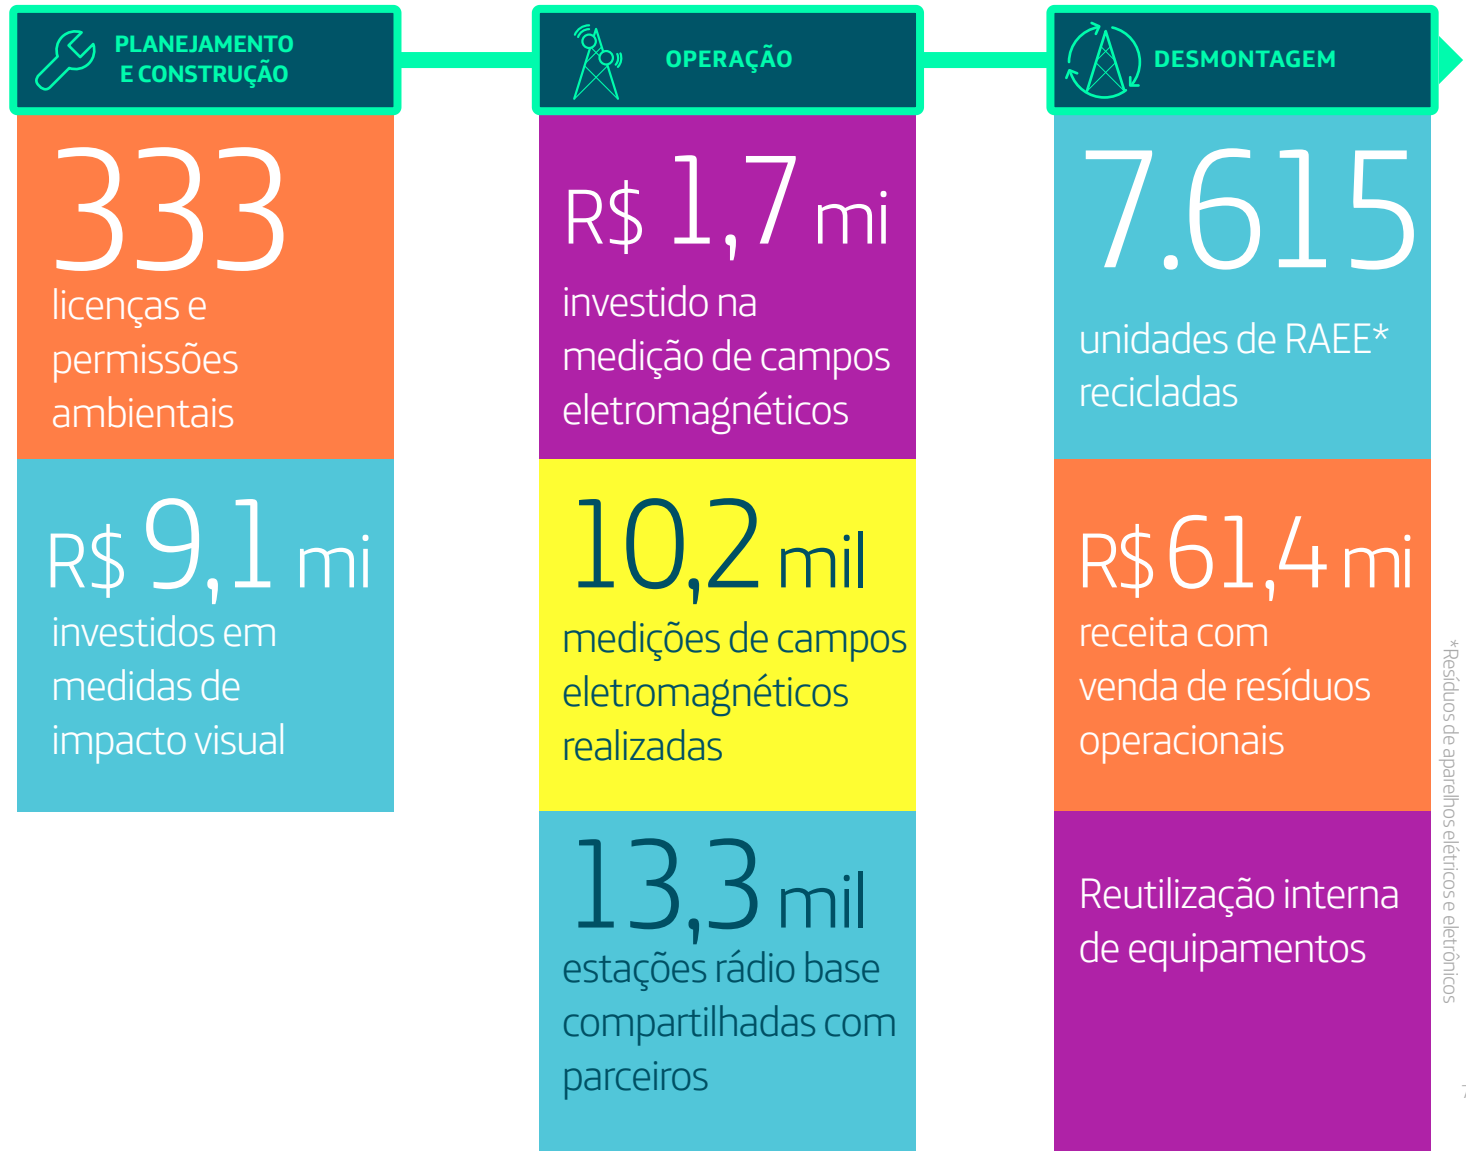 PLANEJAMENTO
E CONSTRUÇÃO
333
licenças e
permissões
ambientais
R$ 9,1 mi
investidos em
medidas de
impacto visual
OPERAÇÃO
R$ 1,7 mi
investido na
medição de campos
eletromagnéticos
10,2 mil
medições de campos
eletromagnéticos
realizadas
13,3 mil
estações rádio base
compartilhadas com
parceiros
DESMONTAGEM
7.615
unidades de RAEE*
recicladas
R$ 61,4 mi
receita com
venda de resíduos
operacionais
Reutilização interna
de equipamentos
*Resíduos de aparelhos elétricos e eletrônicos